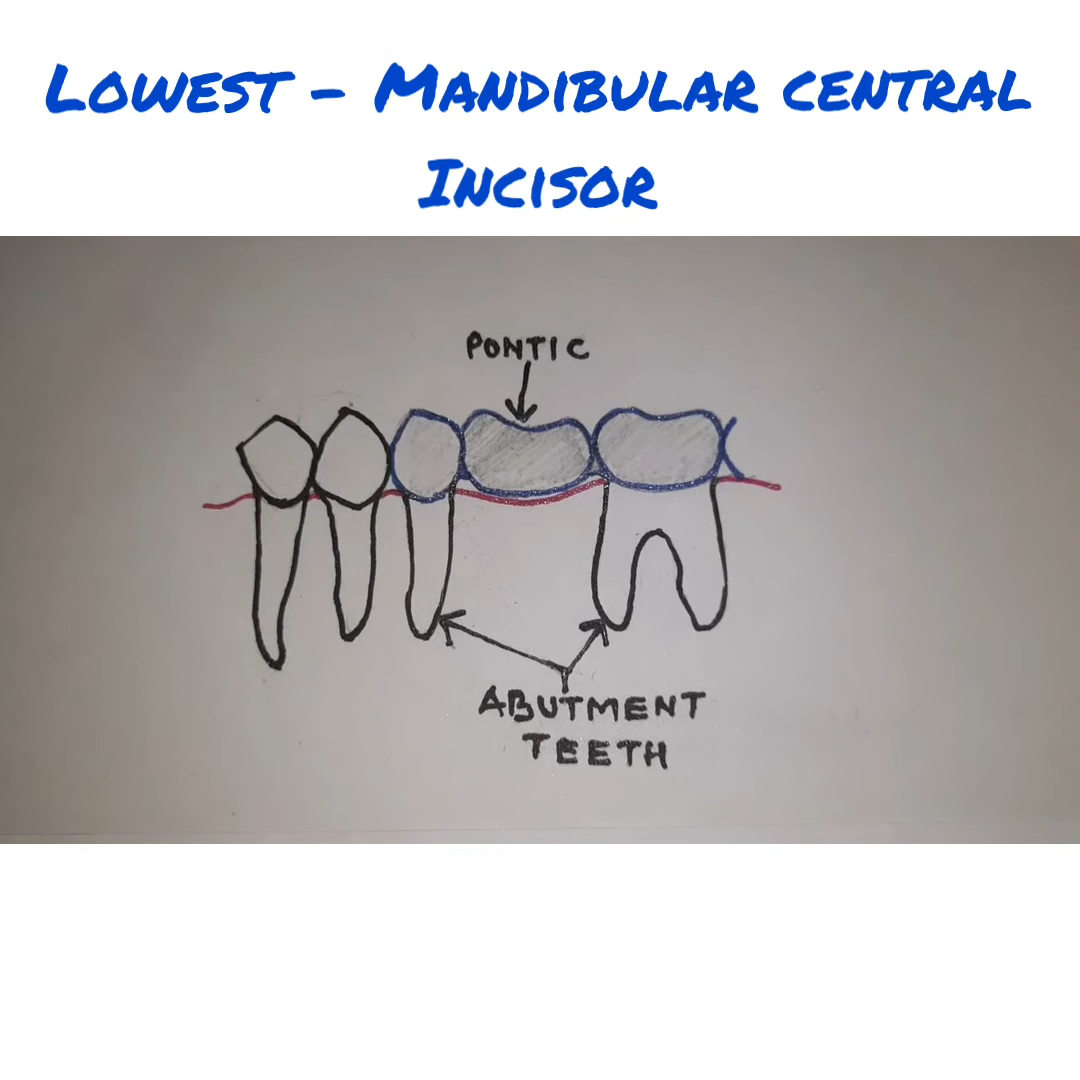 Lowest - Mandibular central
Incisor
PONTIC
ABUTMENT
TEETH